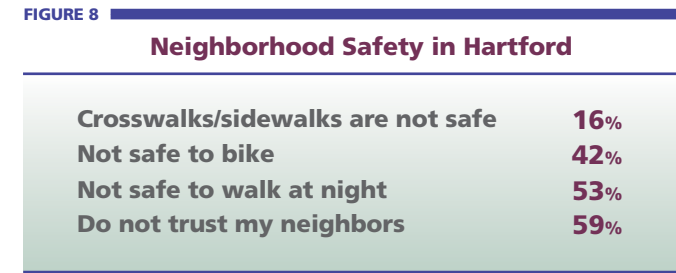 FIGURE 8
Neighborhood Safety in Hartford
Crosswalks/sidewalks are not safe 16%
Not safe to bike 42%
Not safe to walk at night 53%
Do not trust my neighbors 59%